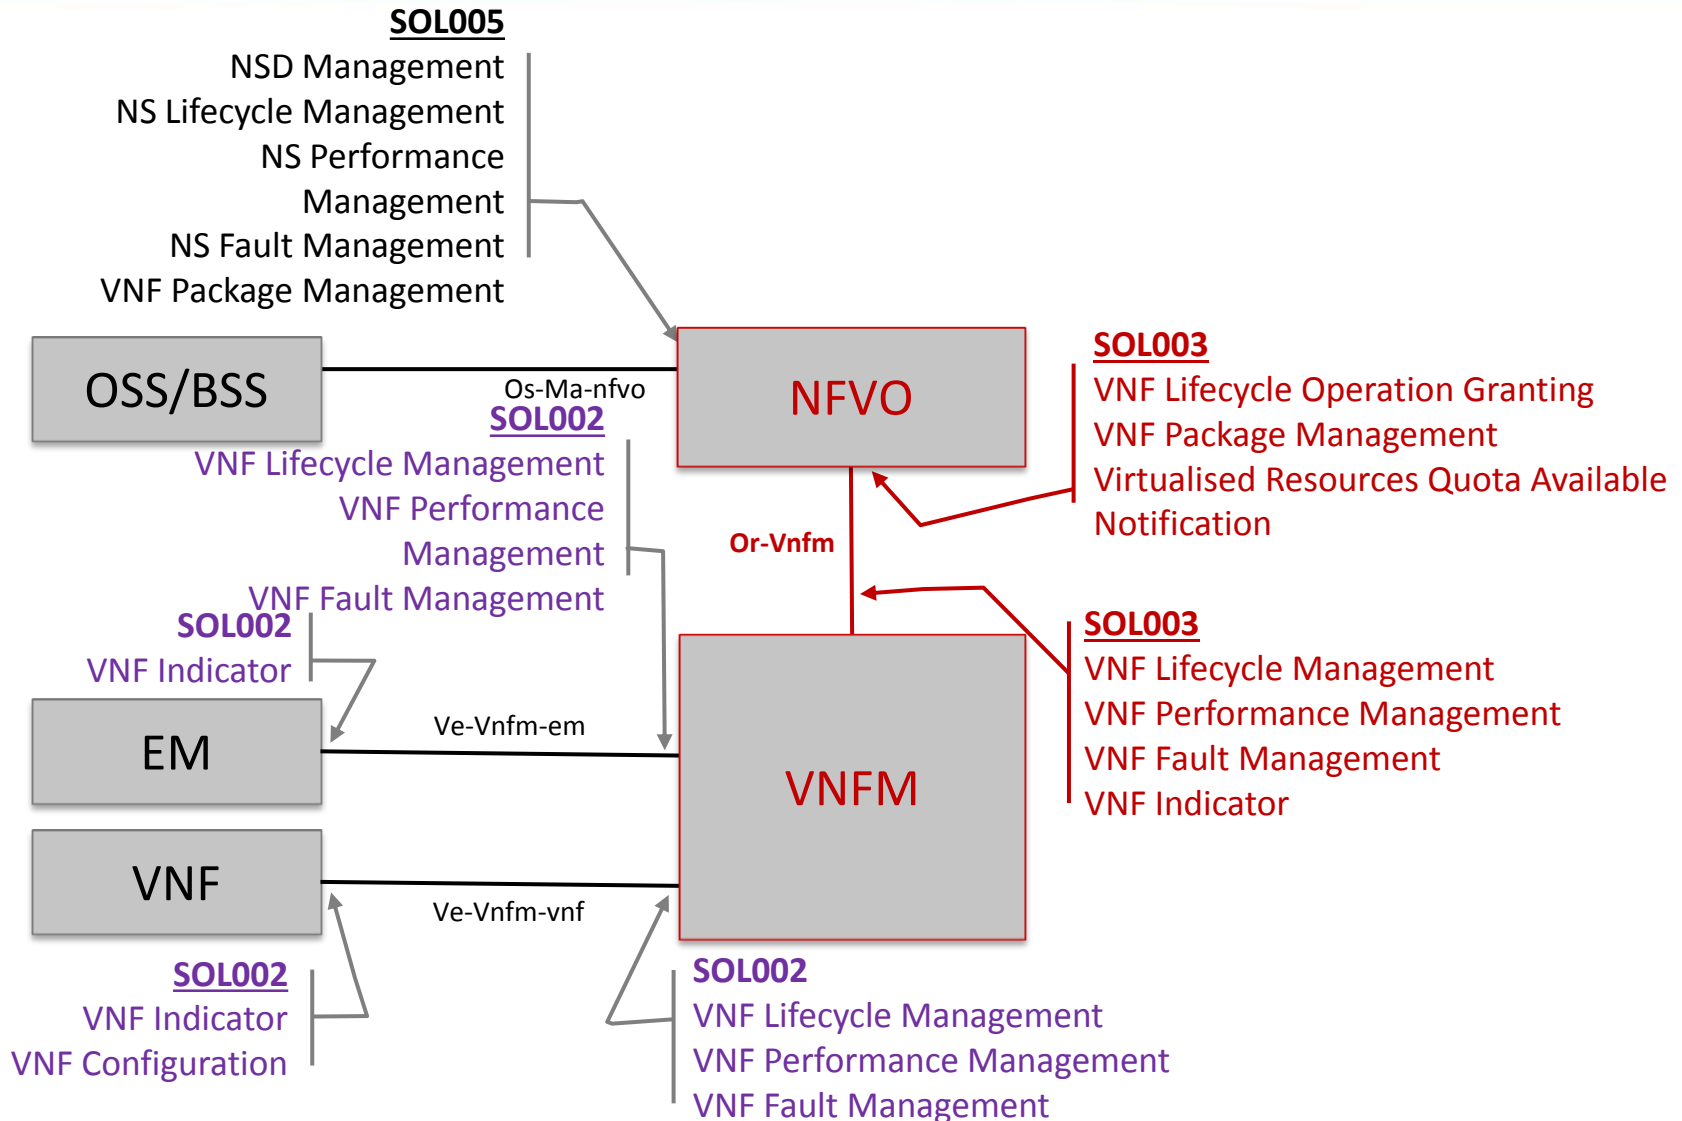 SOL005
NSD Management
NS Lifecycle Management
NS Performance
Management
NS Fault Management
VNF Package Management
OSS/BSS
Os-Ma-nfvo
NFVO
SOL003
VNF Lifecycle Operation Granting
VNF Package Management
Virtualised Resources Quota Available
Notification
SOL002
VNF Lifecycle Management
VNF Performance
Management
VNF Fault Management
Or-Vnfm
SOL002
VNF Indicator
SOL003
VNF Lifecycle Management
VNF Performance Management
VNF Fault Management
VNF Indicator
EM
Ve-Vnfm-em
VNFM
VNF
Ve-Vnfm-vnf
SOL002
VNF Indicator
VNF Configuration
SOL002
VNF Lifecycle Management
VNF Performance Management
VNF Fault Management